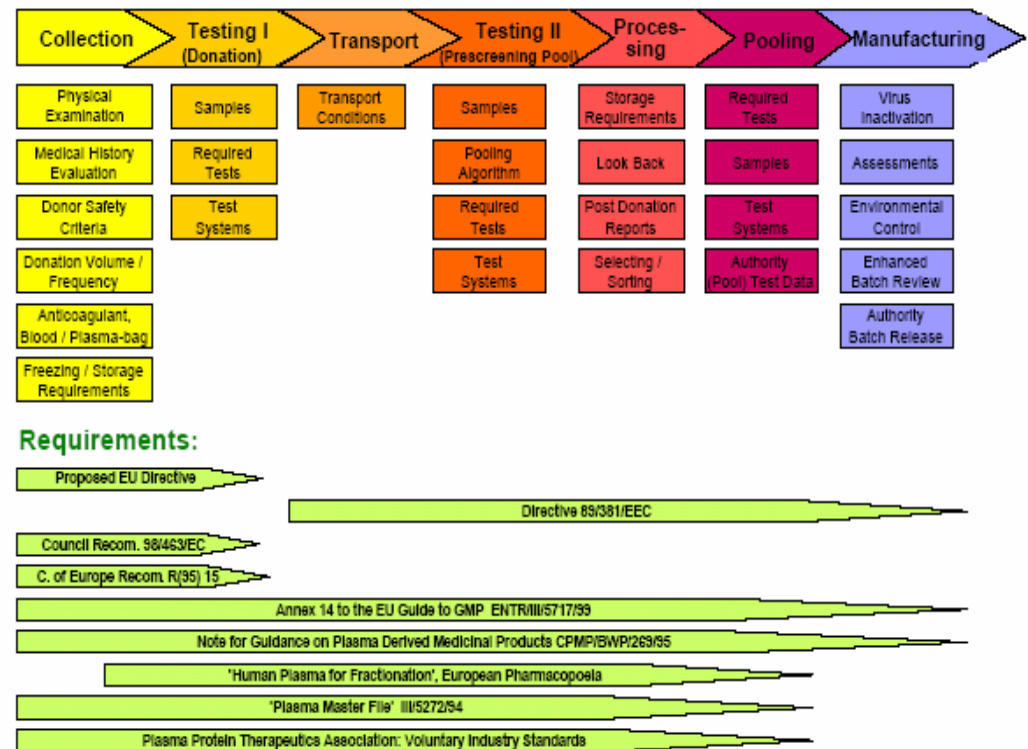 Collection
Testing I
(Donation)
Transport
Testing II
(Prescreening Pool)
Proces-
sing
Pooling
Manufacturing
Physical
Examination
Medical History
Evaluation
Donor Safety
Criteria
Donation Volume /
Frequency
Anticoagulant,
Blood / Plasma-bag
Freezing / Storage
Requirements
Samples
Required
Tests
Test
Systems
Transport
Conditions
Samples
Pooling
Algorithm
Required
Tests
Test
Systems
Storage
Requirements
Look Back
Post Donation
Reports
Selecting /
Sorting
Required
Tests
Samples
Test
Systems
Authority
(Pool) Test Data
Virus
Inactivation
Assessments
Environmental
Control
Enhanced
Batch Review
Authority
Batch Release
Requirements:
Proposed EU Directive
Directive 89/381/EEC
Council Recom. 98/463/EC
C. of Europe Recom. R(95) 15
Annex 14 to the EU Guide to GMP ENTR/III/5717/99
Note for Guidance on Plasma Derived Medicinal Products CPMP/BWP/269/95
'Human Plasma for Fractionation', European Pharmacopoeia
'Plasma Master File' III/5272/94
Plasma Protein Therapeutics Association: Voluntary Industry Standards